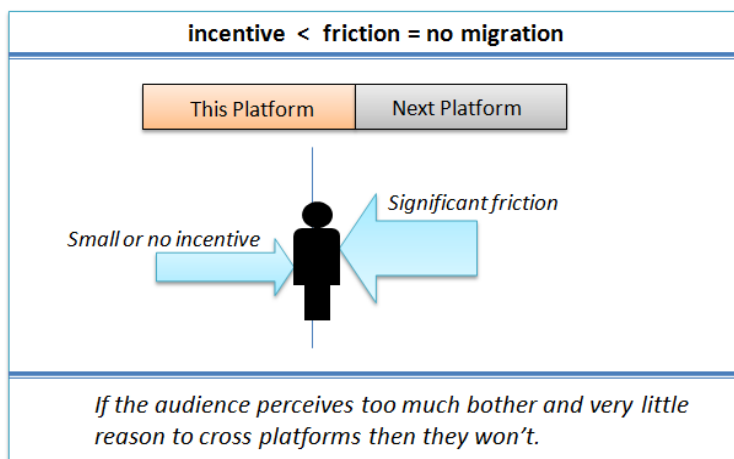 incentive < friction = no migration
This Platform
Next Platform
Significant friction
Small or no incentive
If the audience perceives too much bother and very little
reason to cross platforms then they won't.